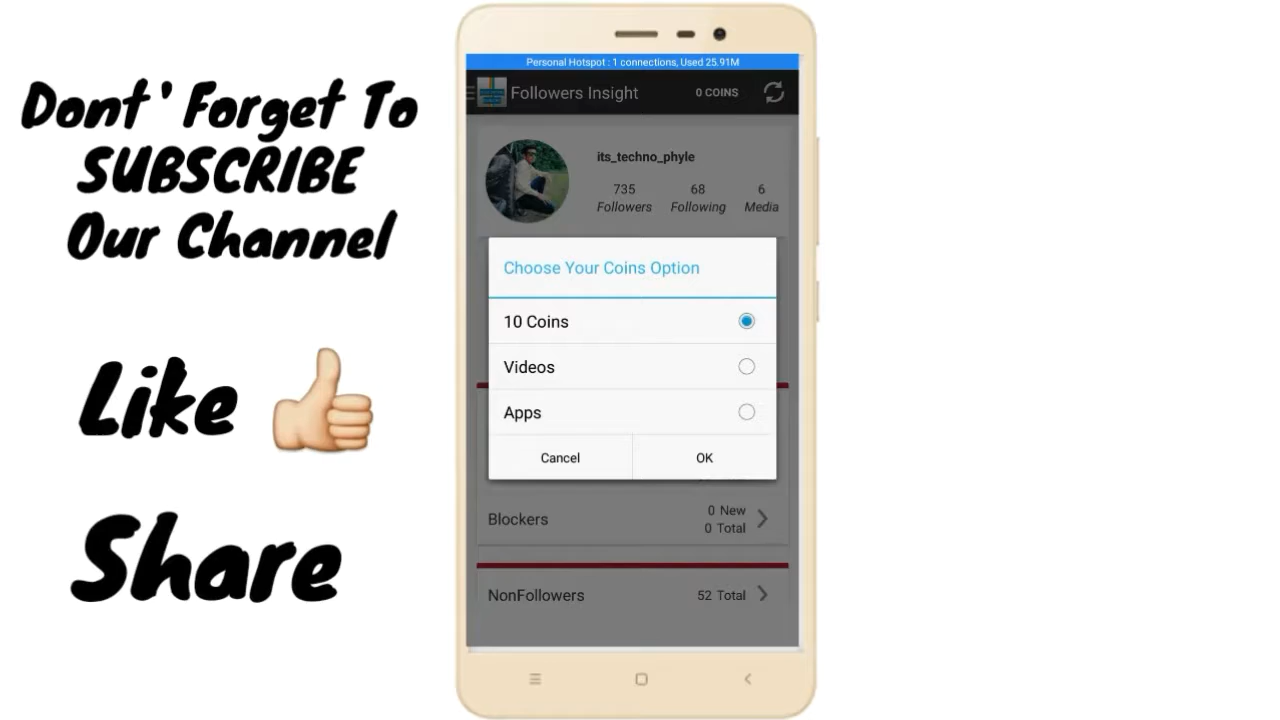 Dont' Forget To
SUBSCRIBE
Our Channel
Like
Share
Personal Hotspot : 1 connections, Used 25.91M
Followers Insight
0 COINS
its_techno_phyle
735
68
6
Followers
Following
Media
Choose Your Coins Option
10 Coins
Videos
Apps
Cancel
OK
Blockers
0 New
0 Total
NonFollowers
52 Total